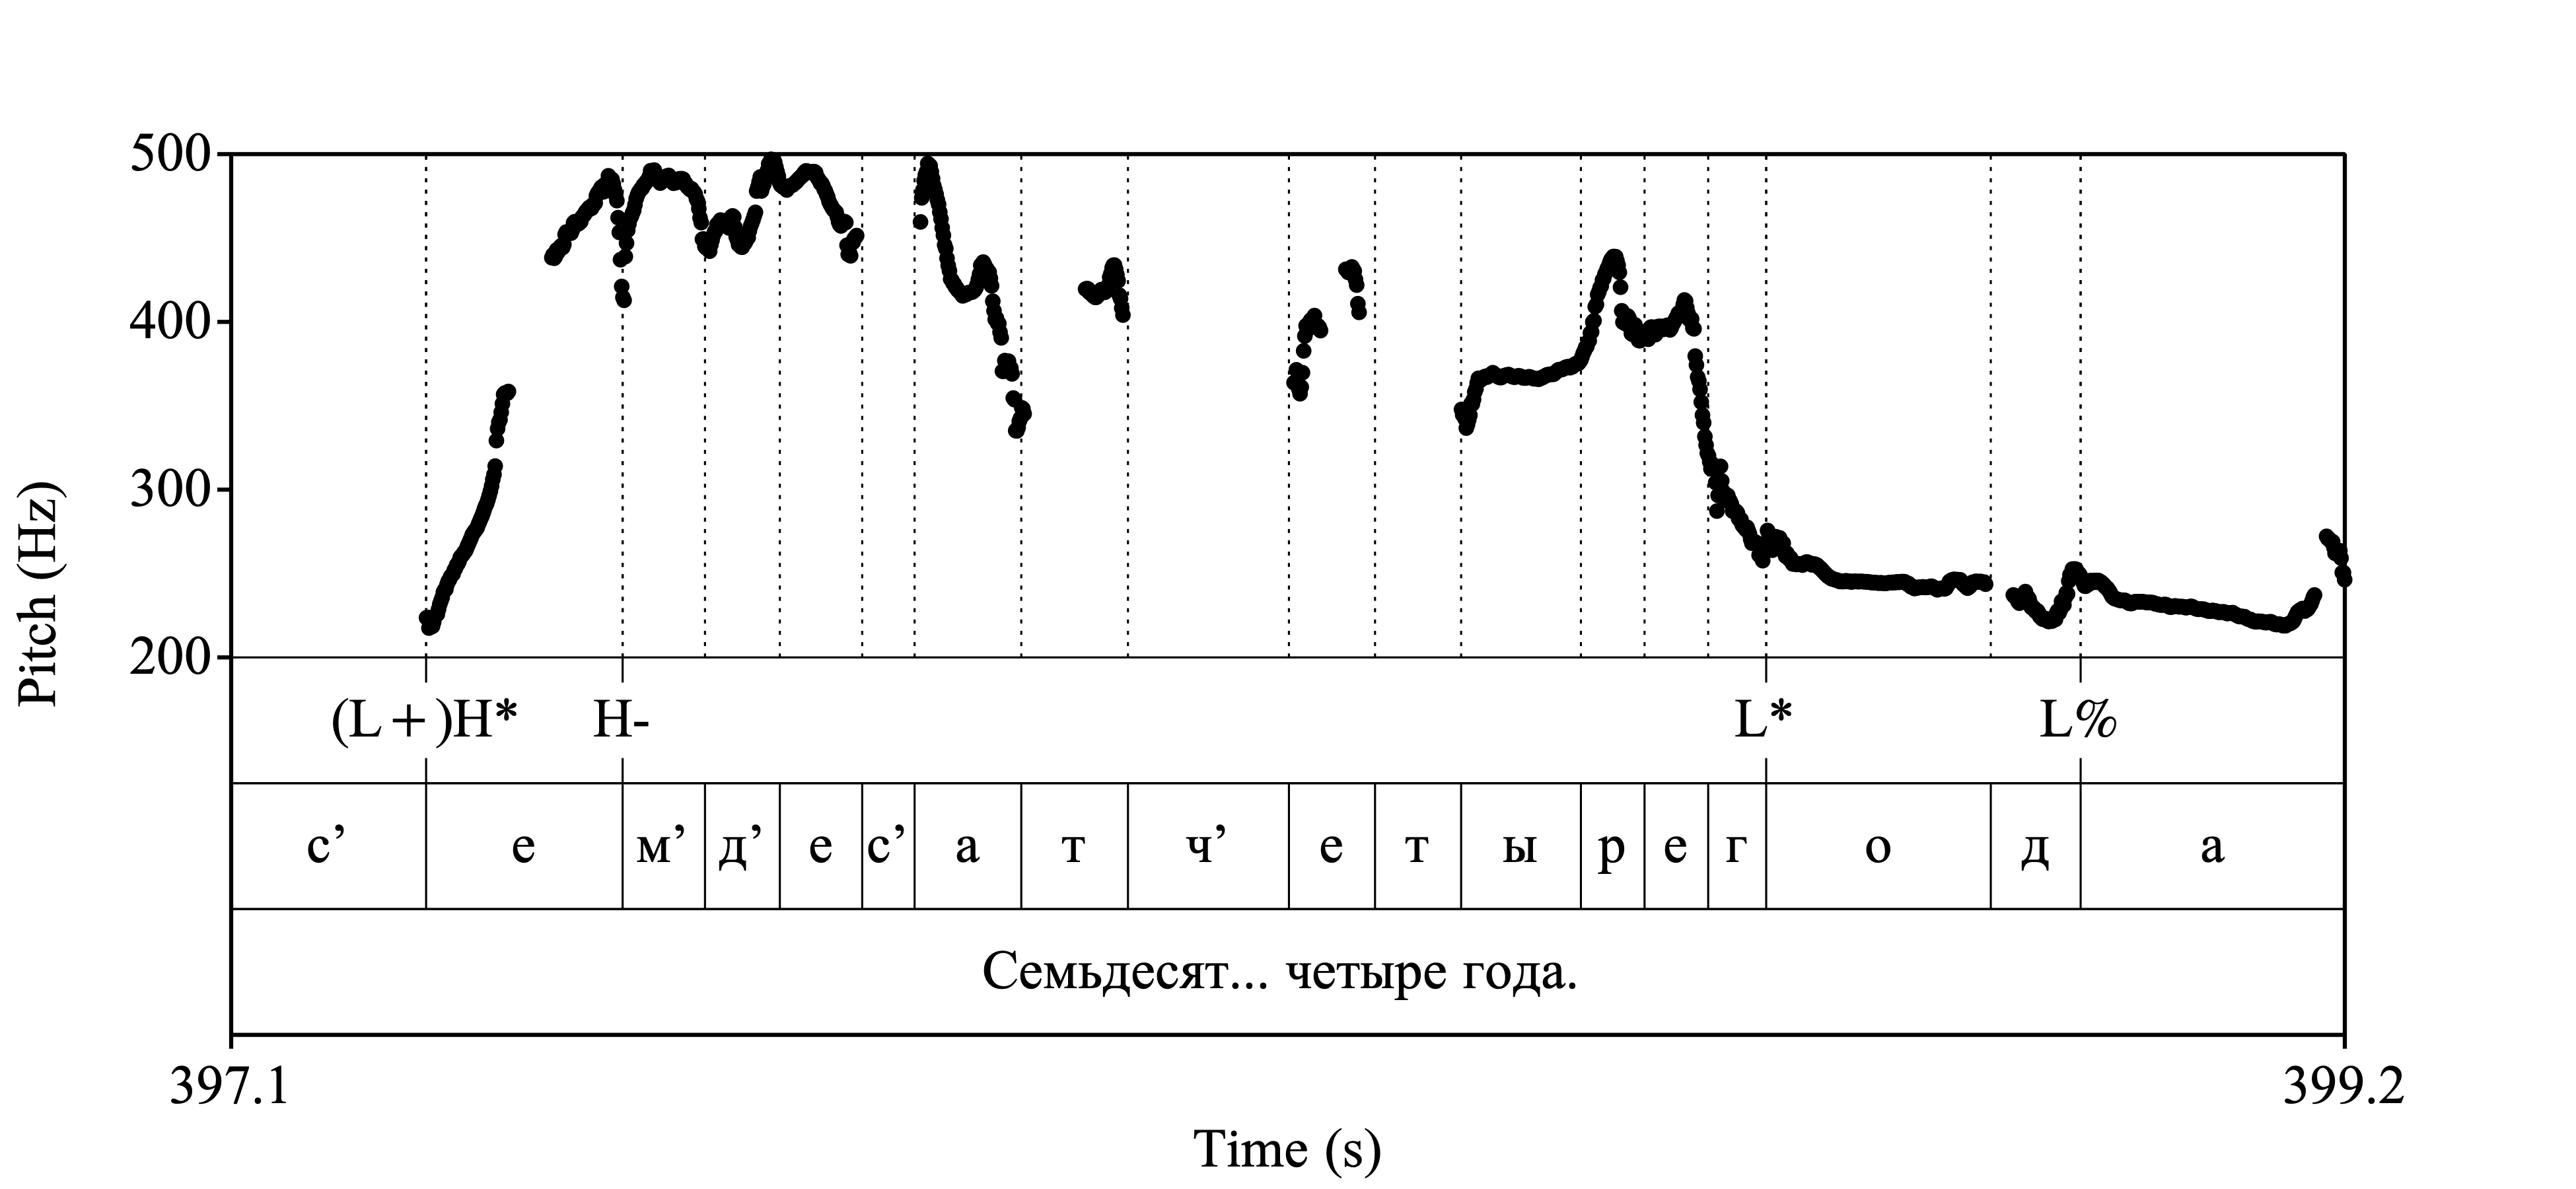 500
400
300
200
Pitch (Hz)
(L+)H* H- L* L%
с’ е м’ д’ е с’ а т ч’ е т ы р е г о д а
Семьдесят... четыре года.
397.1 399.2
Time (s)